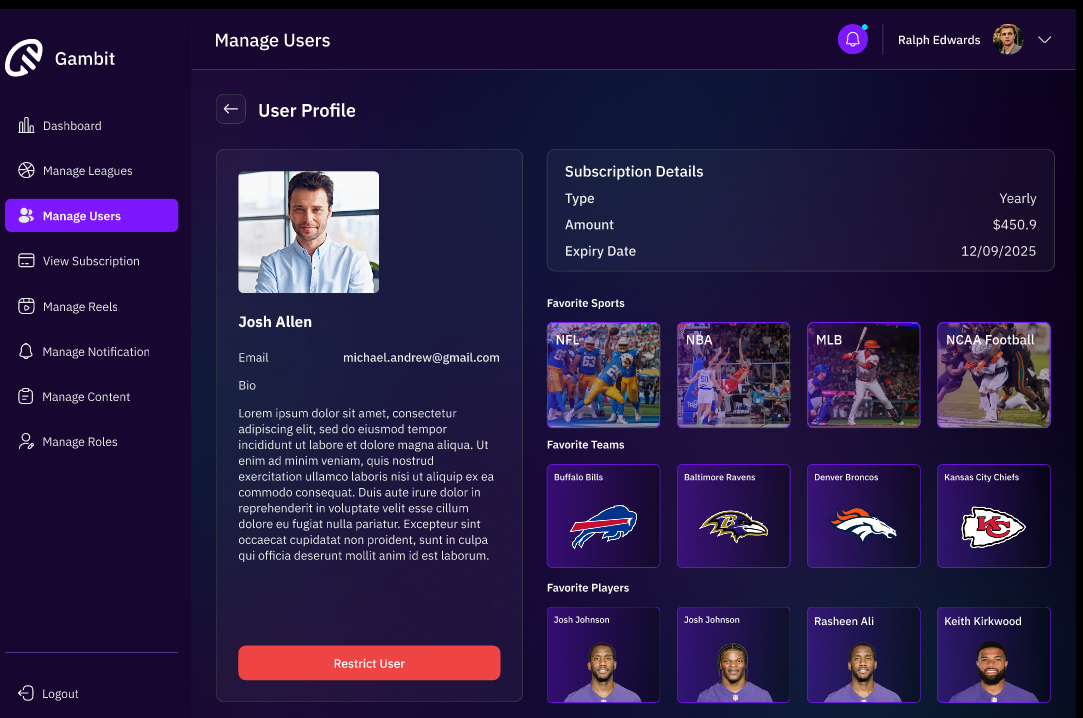 Gambit
Dashboard
Manage Leagues
Manage Users
View Subscription
Manage Reels
Manage Notification
Manage Content
Manage Roles
Logout
Manage Users
Ralph Edwards
User Profile
Josh Allen
Email michael.andrew@gmail.com
Bio
Lorem ipsum dolor sit amet, consectetur
adipiscing elit, sed do eiusmod tempor
incididunt ut labore et dolore magna aliqua. Ut
enim ad minim veniam, quis nostrud
exercitation ullamco laboris nisi ut aliquip ex ea
commodo consequat. Duis aute irure dolor in
reprehenderit in voluptate velit esse cillum
dolore eu fugiat nulla pariatur. Excepteur sint
occaecat cupidatat non proident, sunt in culpa
qui officia deserunt mollit anim id est laborum.
Restrict User
Subscription Details
Type Yearly
Amount $450.9
Expiry Date 12/09/2025
Favorite Sports
NFL NBA MLB NCAA Football
Favorite Teams
Buffalo Bills Baltimore Ravens Denver Broncos Kansas City Chiefs
KC
Favorite Players
Josh Johnson Josh Johnson Rasheen Ali Keith Kirkwood